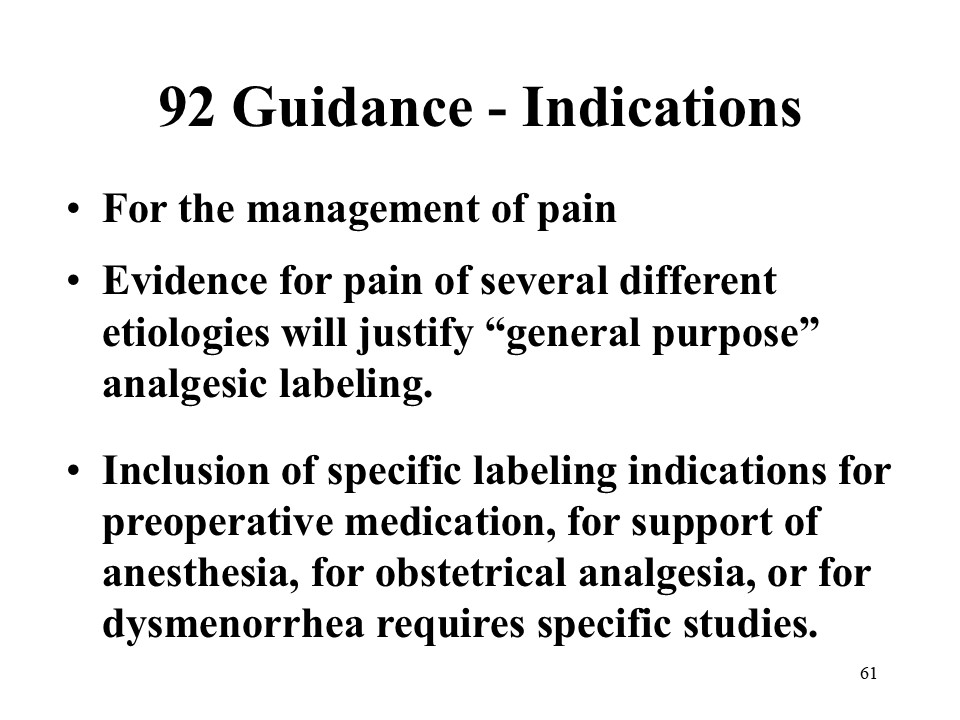 92 Guidance - Indications
• For the management of pain
• Evidence for pain of several different
etiologies will justify “general purpose”
analgesic labeling.
• Inclusion of specific labeling indications for
preoperative medication, for support of
anesthesia, for obstetrical analgesia, or for
dysmenorrhea requires specific studies.
61